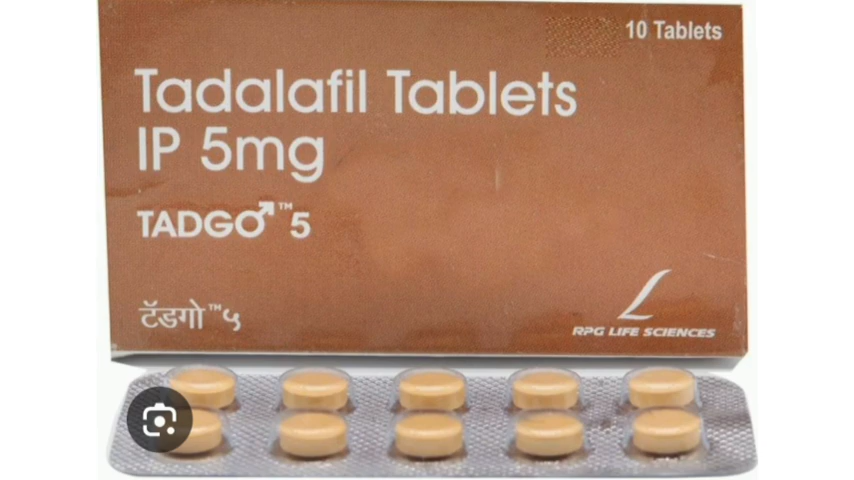 10 Tablets
Tadalafil Tablets
IP 5mg
TADGO™ 5
टॅडगो™ ५
RPG LIFE SCIENCES